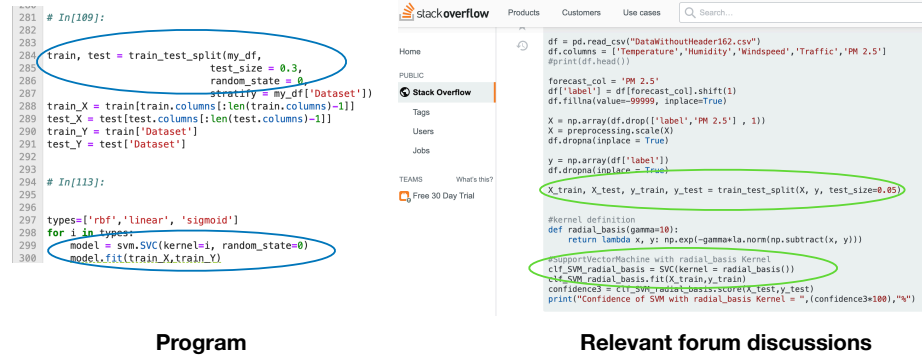 280
281 # In[109]:
282
283
284 train, test = train_test_split(my_df,
285 test_size = 0.3,
286 random_state = 0,
287 stratify = my_df['Dataset'])
288 train_X = train[train.columns[:len(train.columns)-1]]
289 test_X = test[test.columns[:len(test.columns)-1]]
290 train_Y = train['Dataset']
291 test_Y = test['Dataset']
292
293
294 # In[113]:
295
296
297 types=['rbf','linear', 'sigmoid']
298 for i in types:
299 model = svm.SVC(kernel=i, random_state=0)
300 model.fit(train_X,train_Y)
Program
stack overflow
Products
Customers
Use cases
Search...
Home
PUBLIC
Stack Overflow
Tags
Users
Jobs
TEAMS What's this?
Free 30 Day Trial
df = pd.read_csv("DataWithoutHeader162.csv")
df.columns = ['Temperature','Humidity','Windspeed','Traffic','PM 2.5']
#print(df.head())
forecast_col = 'PM 2.5'
df['label'] = df[forecast_col].shift(1)
df.fillna(value=-99999, inplace=True)
X = np.array(df.drop(['label','PM 2.5'] , 1))
X = preprocessing.scale(X)
df.dropna(inplace = True)
y = np.array(df['label'])
df.dropna(inplace = True)
X_train, X_test, y_train, y_test = train_test_split(X, y, test_size=0.05)
#kernel definition
def radial_basis(gamma=10):
return lambda x, y: np.exp(-gamma*la.norm(np.subtract(x, y)))
#SupportVectorMachine with radial_basis Kernel
clf_SVM_radial_basis = SVC(kernel = radial_basis())
clf_SVM_radial_basis.fit(X_train,y_train)
confidence3 = clf_SVM_radial_basis.score(X_test,y_test)
print("Confidence of SVM with radial_basis Kernel = ",(confidence3*100),"%")
Relevant forum discussions